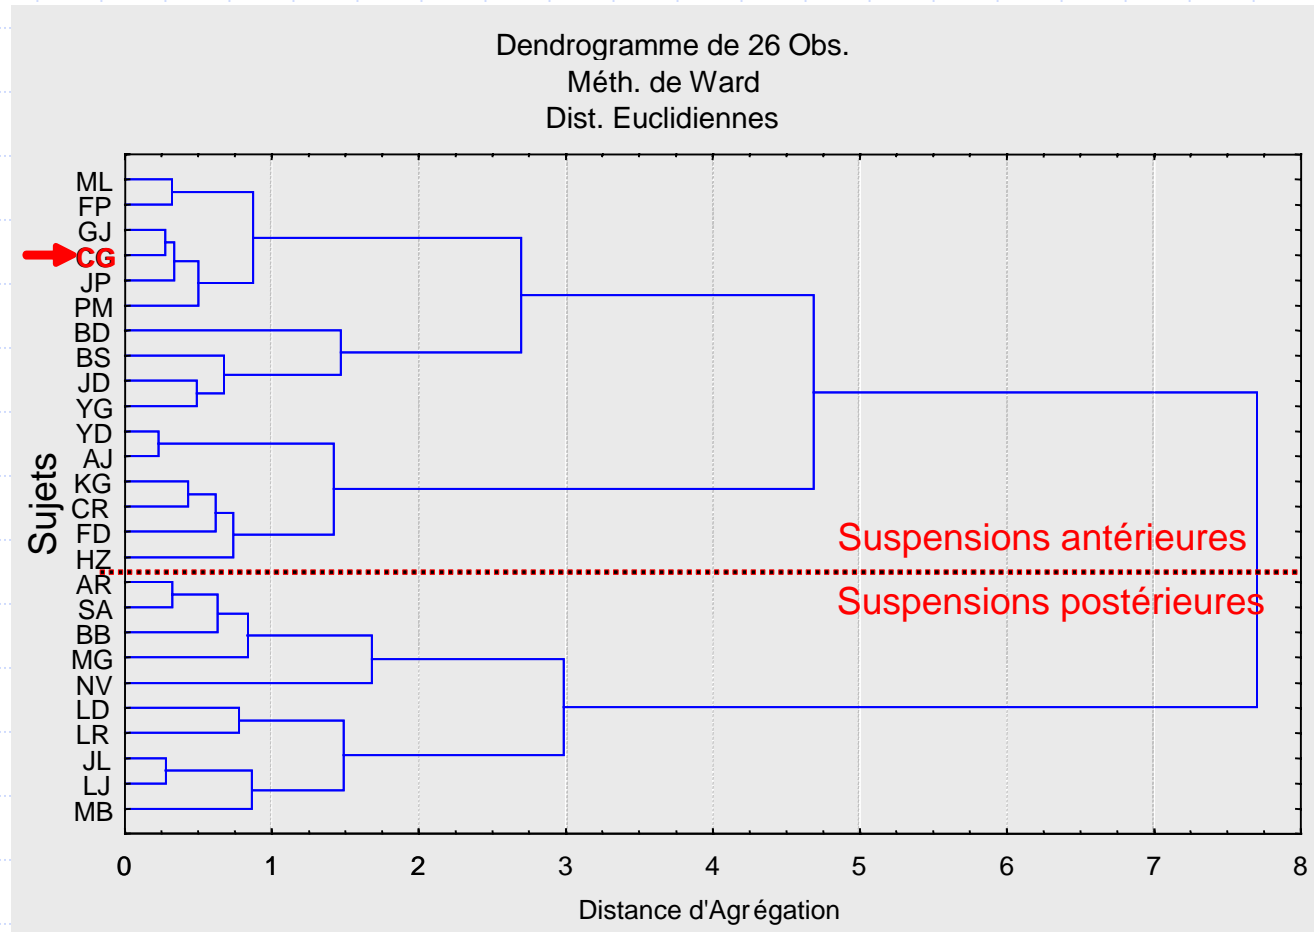 Dendrogramme de 26 Obs.
Méth. de Ward
Dist. Euclidiennes
Sujets
ML
FP
GJ
CG
JP
PM
BD
BS
JD
YG
YD
AJ
KG
CR
FD
HZ
AR
SA
BB
MG
NV
LD
LR
JL
LJ
MB
Suspensions antérieures
Suspensions postérieures
0 1 2 3 4 5 6 7 8
Distance d'Agrégation